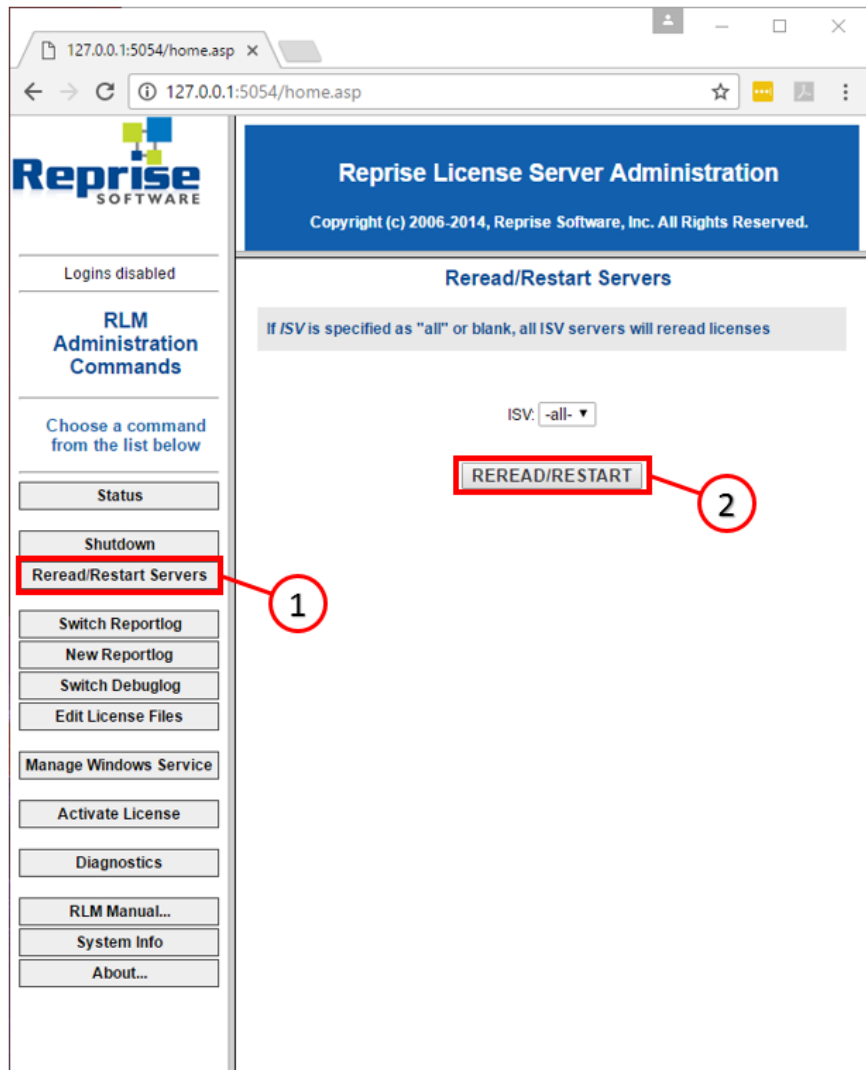 127.0.0.1:5054/home.asp
127.0.0.1:5054/home.asp
Reprise
SOFTWARE
Reprise License Server Administration
Copyright (c) 2006-2014, Reprise Software, Inc. All Rights Reserved.
Logins disabled
RLM
Administration
Commands
Choose a command
from the list below
Status
Shutdown
Reread/Restart Servers
1
Switch Reportlog
New Reportlog
Switch Debuglog
Edit License Files
Manage Windows Service
Activate License
Diagnostics
RLM Manual...
System Info
About...
Reread/Restart Servers
If ISV is specified as "all" or blank, all ISV servers will reread licenses
ISV: -all-
REREAD/RESTART
2